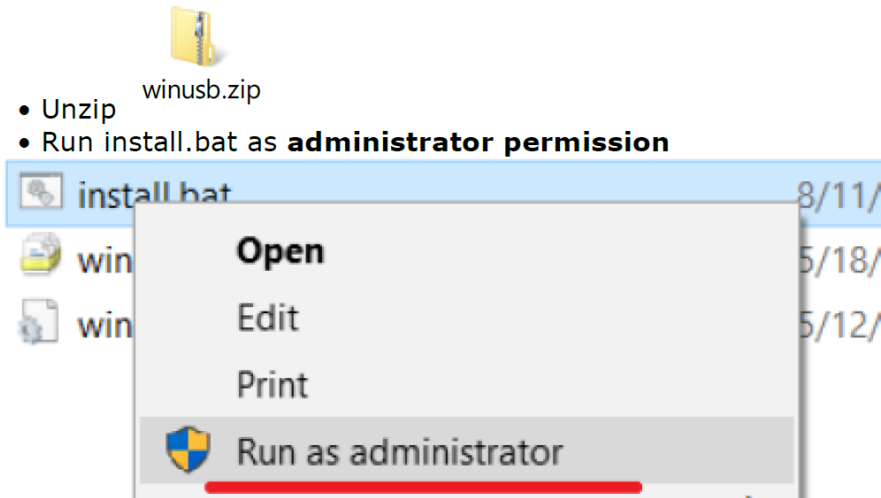 winusb.zip
• Unzip
• Run install.bat as administrator permission
install.bat 8/11/
Open
win 5/18/
Edit
win 5/12/
Print
Run as administrator